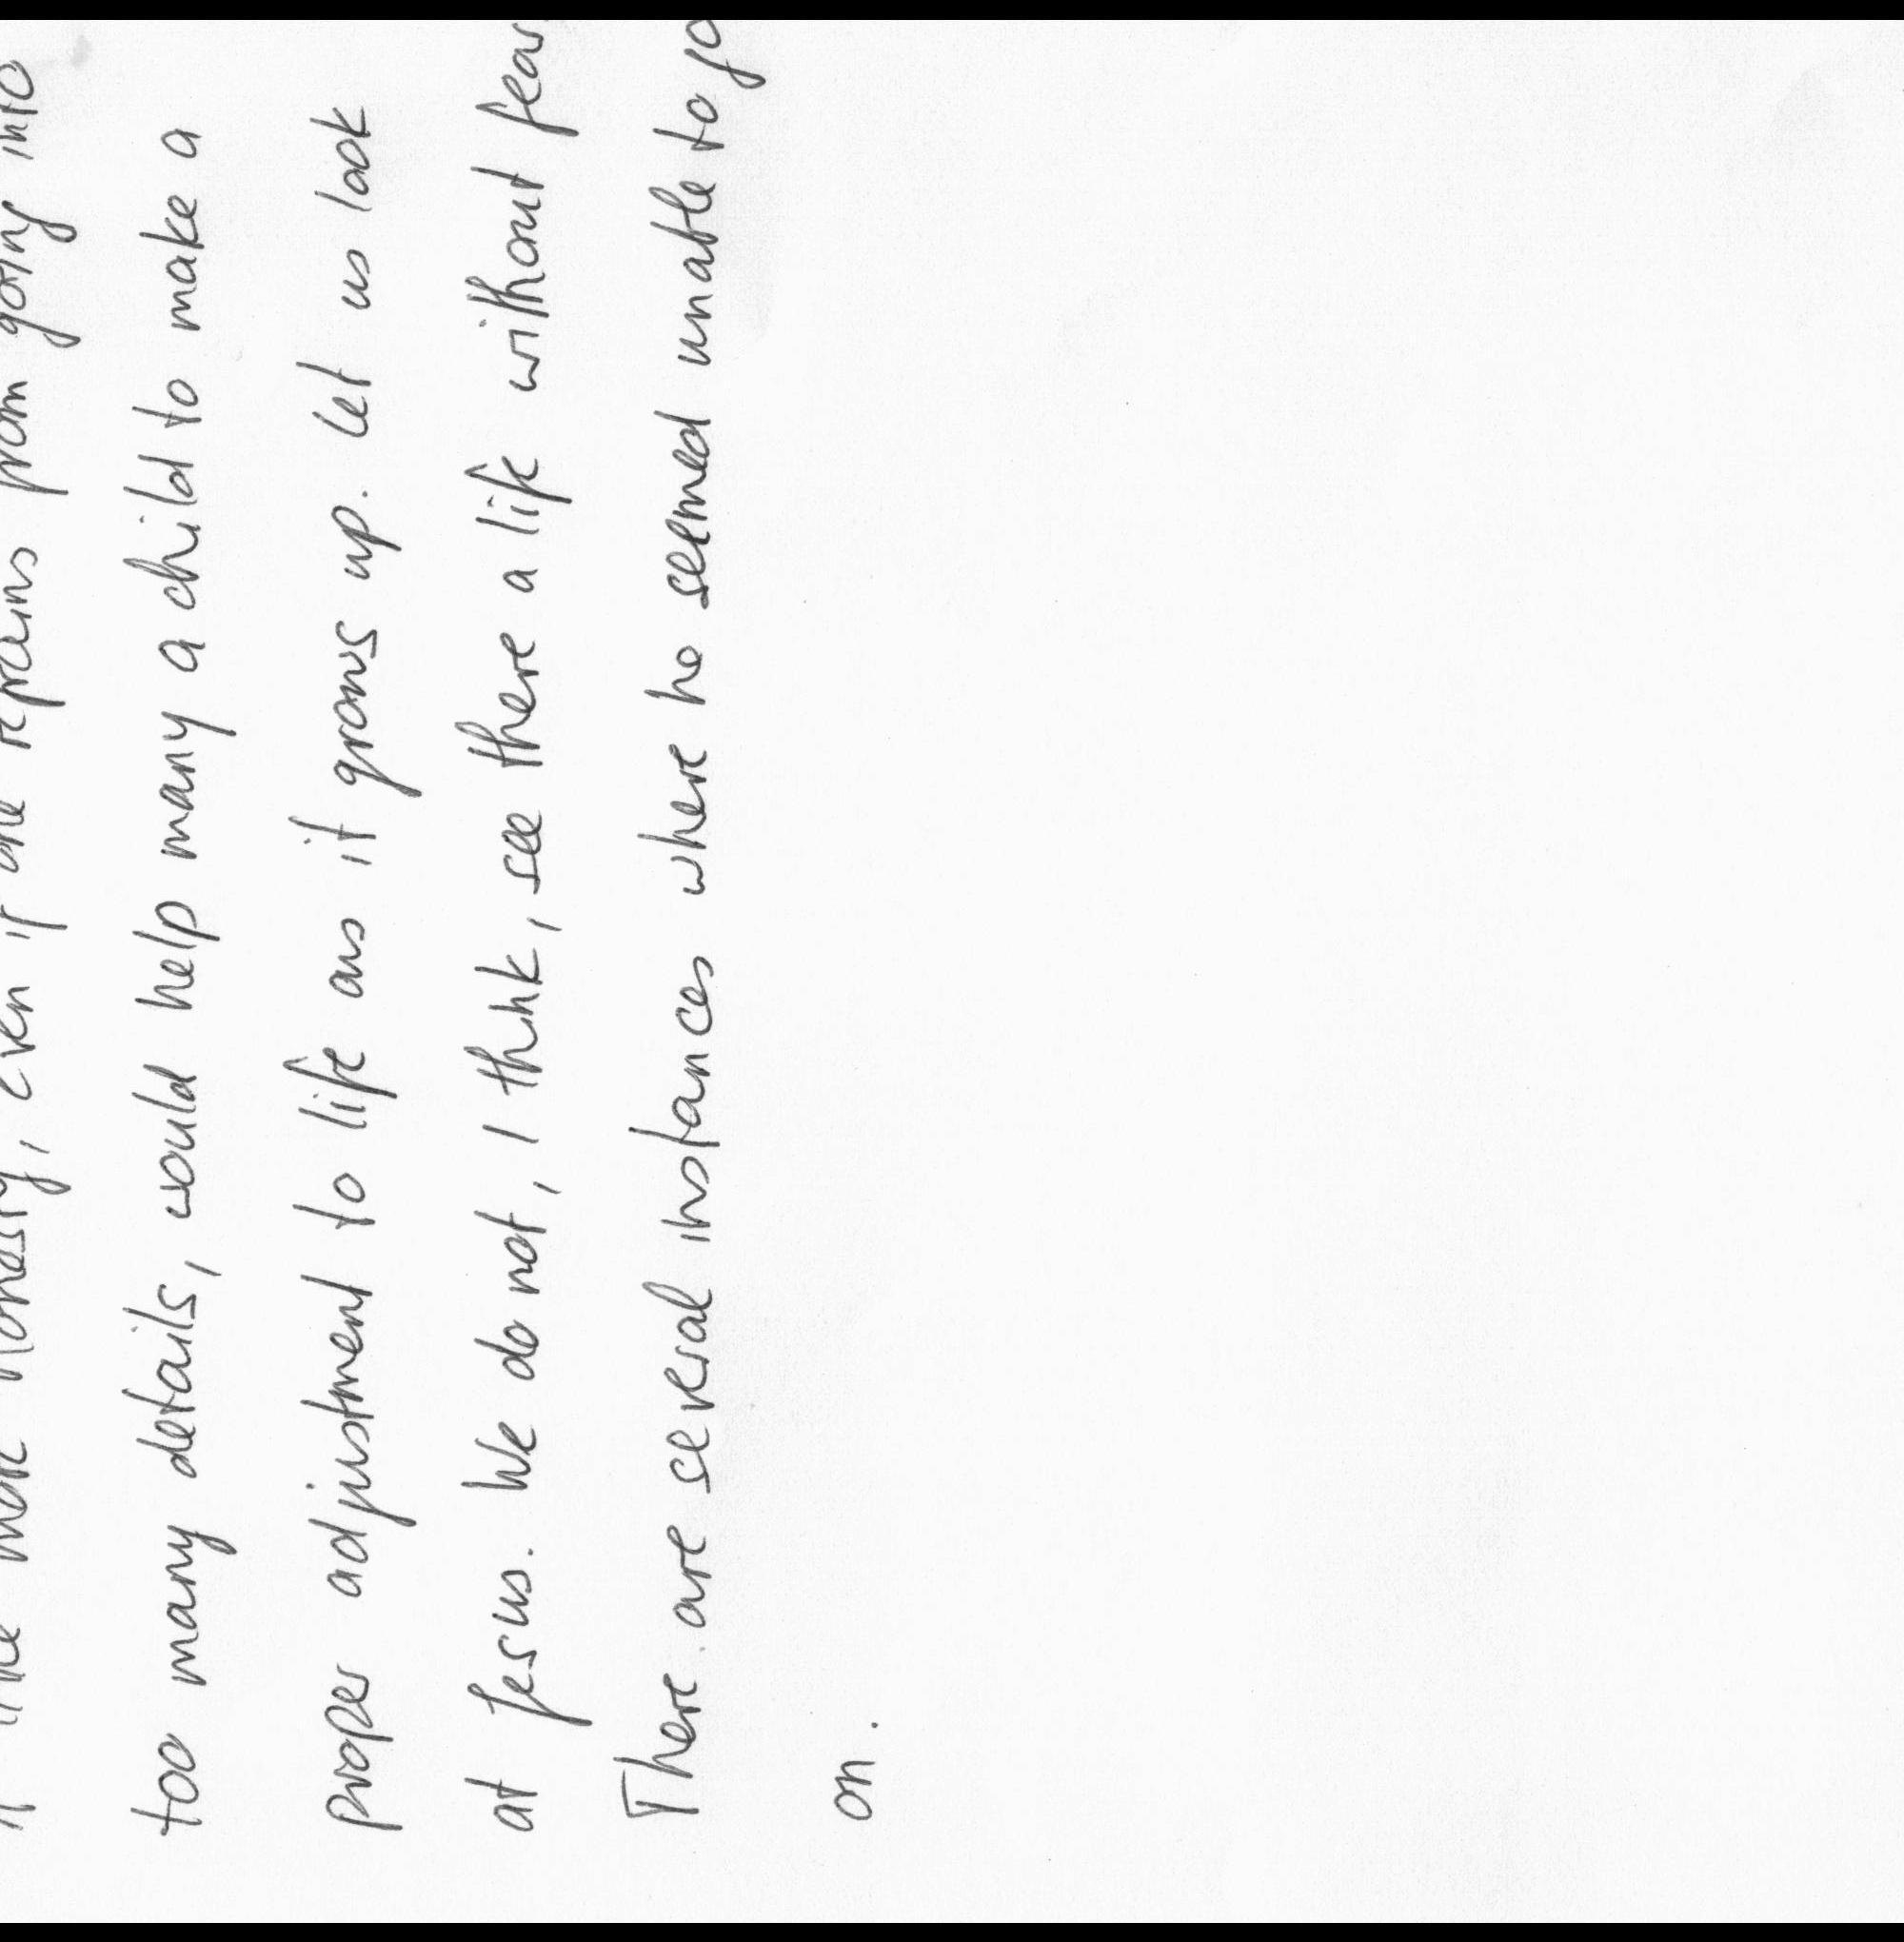 little more honesty, even if one refrains from going into
too many details, would help many a child to make a
proper adjustment to life as it grows up. Let us look
at Jesus. We do not, I think, see there a life without fear
There are several instances where he seemed unable to go
on.